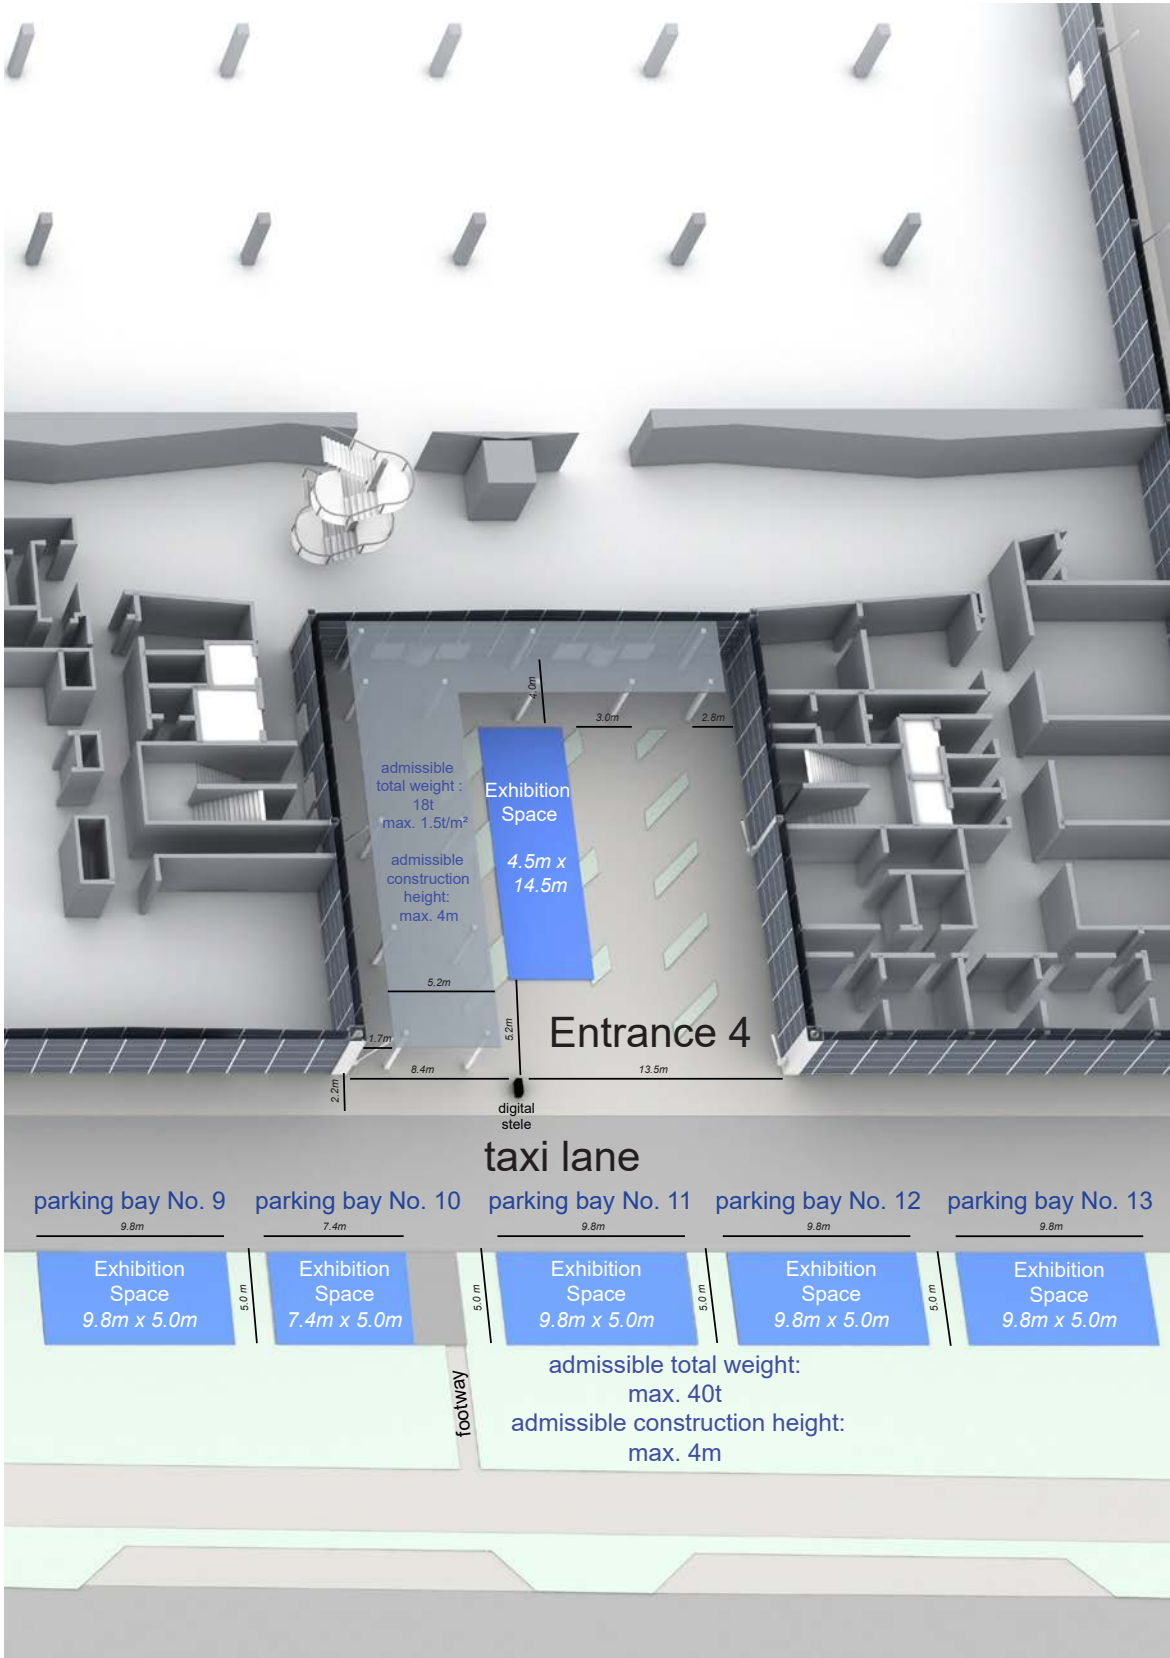 4.0m
3.0m
2.8m
admissible
total weight :
18t
max. 1.5t/m²
admissible
construction
height:
max. 4m
Exhibition
Space
4.5m x
14.5m
5.2m
5.2m
Entrance 4
1.7m
8.4m
13.5m
2.2m
digital
stele
taxi lane
parking bay No. 9
parking bay No. 10
parking bay No. 11
parking bay No. 12
parking bay No. 13
9.8m
7.4m
9.8m
9.8m
9.8m
Exhibition
Space
9.8m x 5.0m
5.0 m
Exhibition
Space
7.4m x 5.0m
5.0 m
Exhibition
Space
9.8m x 5.0m
5.0 m
Exhibition
Space
9.8m x 5.0m
5.0 m
Exhibition
Space
9.8m x 5.0m
footway
admissible total weight:
max. 40t
admissible construction height:
max. 4m